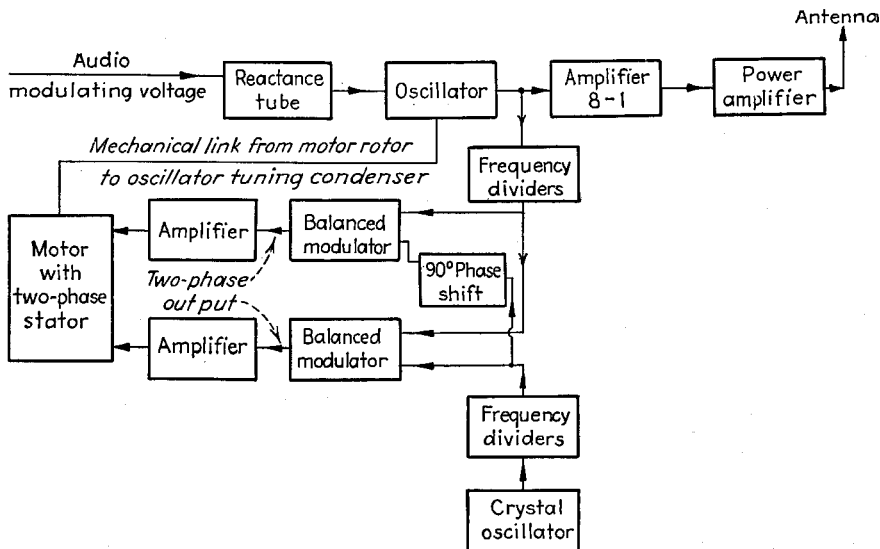 Antenna
Audio
modulating voltage
Reactance
tube
Oscillator
Amplifier
8-1
Power
amplifier
Mechanical link from motor rotor
to oscillator tuning condenser
Frequency
dividers
Motor
with
two-phase
stator
Amplifier
Balanced
modulator
90° Phase
shift
Two-phase
out put
Amplifier
Balanced
modulator
Frequency
dividers
Crystal
oscillator